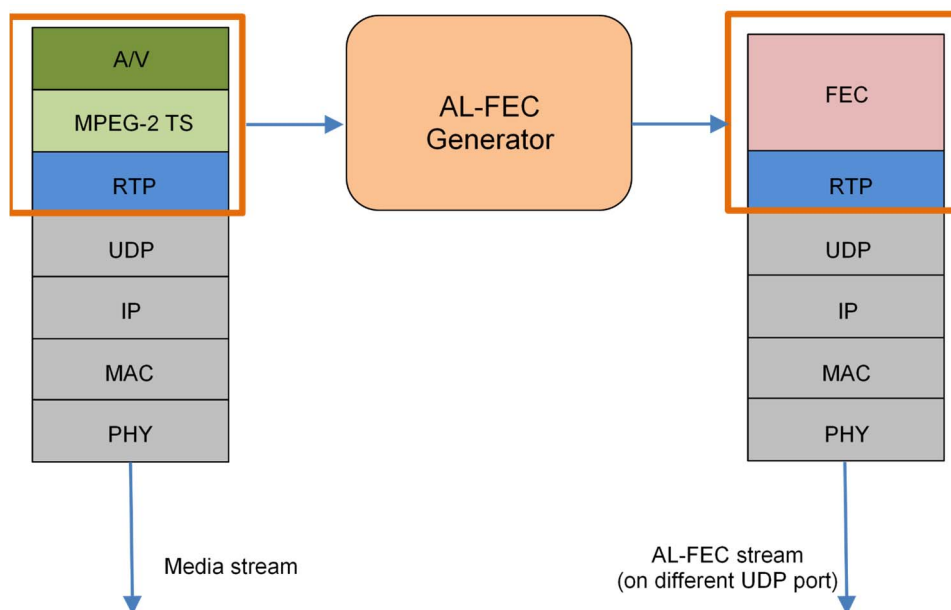 A/V
MPEG-2 TS
RTP
UDP
IP
MAC
PHY
Media stream
AL-FEC
Generator
FEC
RTP
UDP
IP
MAC
PHY
AL-FEC stream
(on different UDP port)